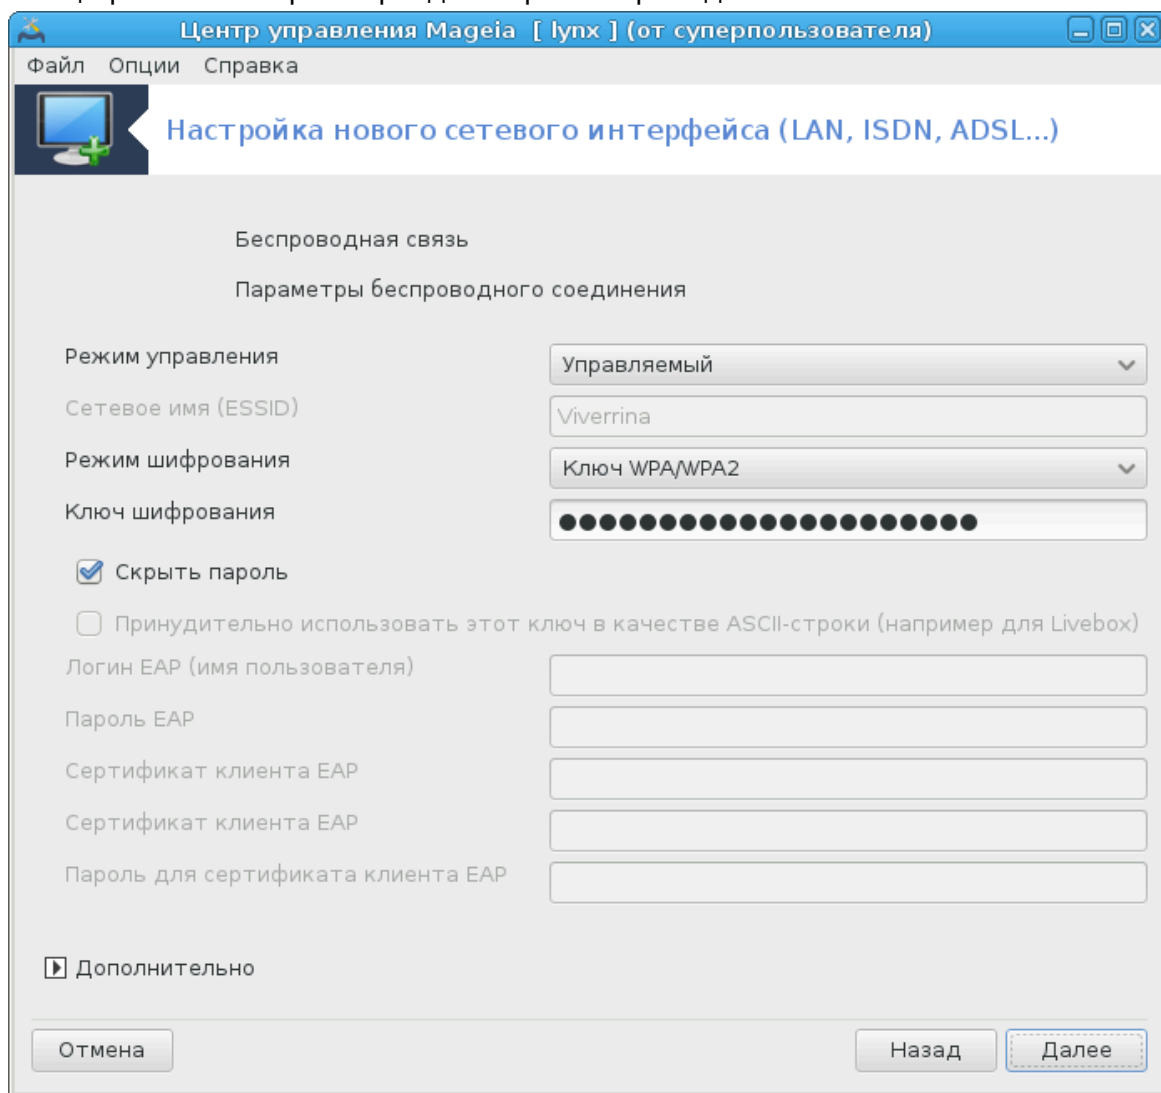 Центр управления Mageia [ lynx ] (от суперпользователя)
Файл Опции Справка
Настройка нового сетевого интерфейса (LAN, ISDN, ADSL...)
Беспроводная связь
Параметры беспроводного соединения
Режим управления Управляемый
Сетевое имя (ESSID) Viverrina
Режим шифрования Ключ WPA/WPA2
Ключ шифрования ●●●●●●●●●●●●●●●●●●●●●
Скрыть пароль
Принудительно использовать этот ключ в качестве ASCII-строки (например для Livebox)
Логин EAP (имя пользователя)
Пароль EAP
Сертификат клиента EAP
Сертификат клиента EAP
Пароль для сертификата клиента EAP
Дополнительно
Отмена Назад Далее